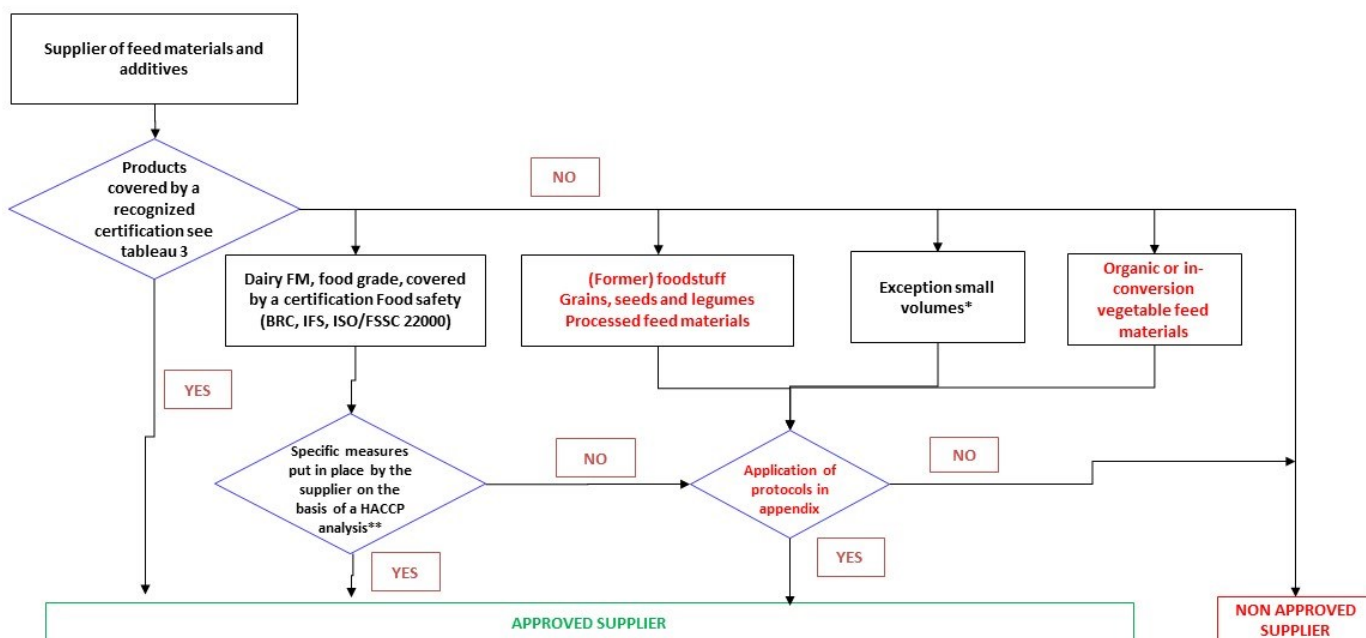 Supplier of feed materials and
additives
Products
covered by a
recognized
certification see
tableau 3
NO
Dairy FM, food grade, covered
by a certification Food safety
(BRC, IFS, ISO/FSSC 22000)
(Former) foodstuff
Grains, seeds and legumes
Processed feed materials
Exception small
volumes*
Organic or in-
conversion
vegetable feed
materials
YES
Specific measures
put in place by the
supplier on the
basis of a HACCP
analysis**
NO
Application of
protocols in
appendix
NO
YES
YES
APPROVED SUPPLIER
NON APPROVED
SUPPLIER